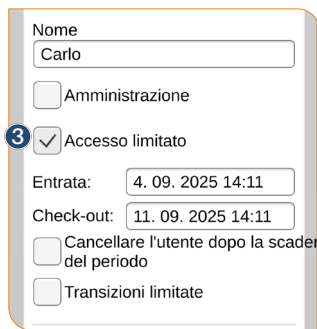 Nome
Carlo
Amministrazione
3
Accesso limitato
Entrata: 4. 09. 2025 14:11
Check-out: 11. 09. 2025 14:11
Cancellare l'utente dopo la scader
del periodo
Transizioni limitate